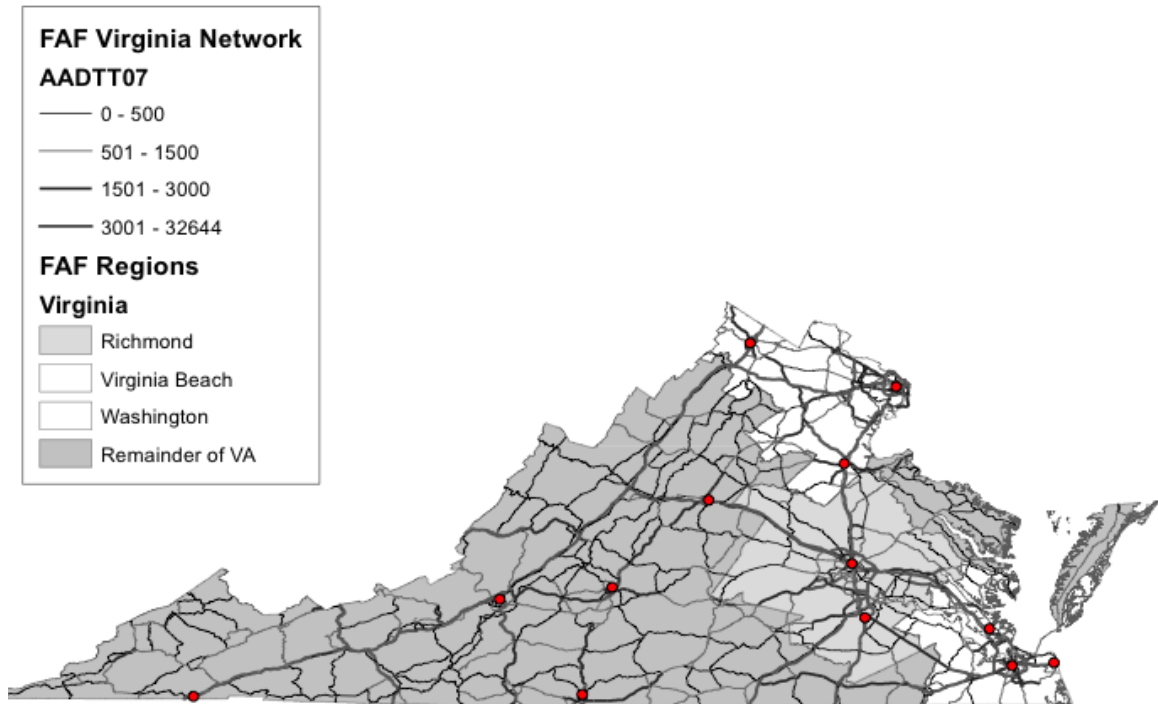 FAF Virginia Network
AADTT07
0 - 500
501 - 1500
1501 - 3000
3001 - 32644
FAF Regions
Virginia
Richmond
Virginia Beach
Washington
Remainder of VA